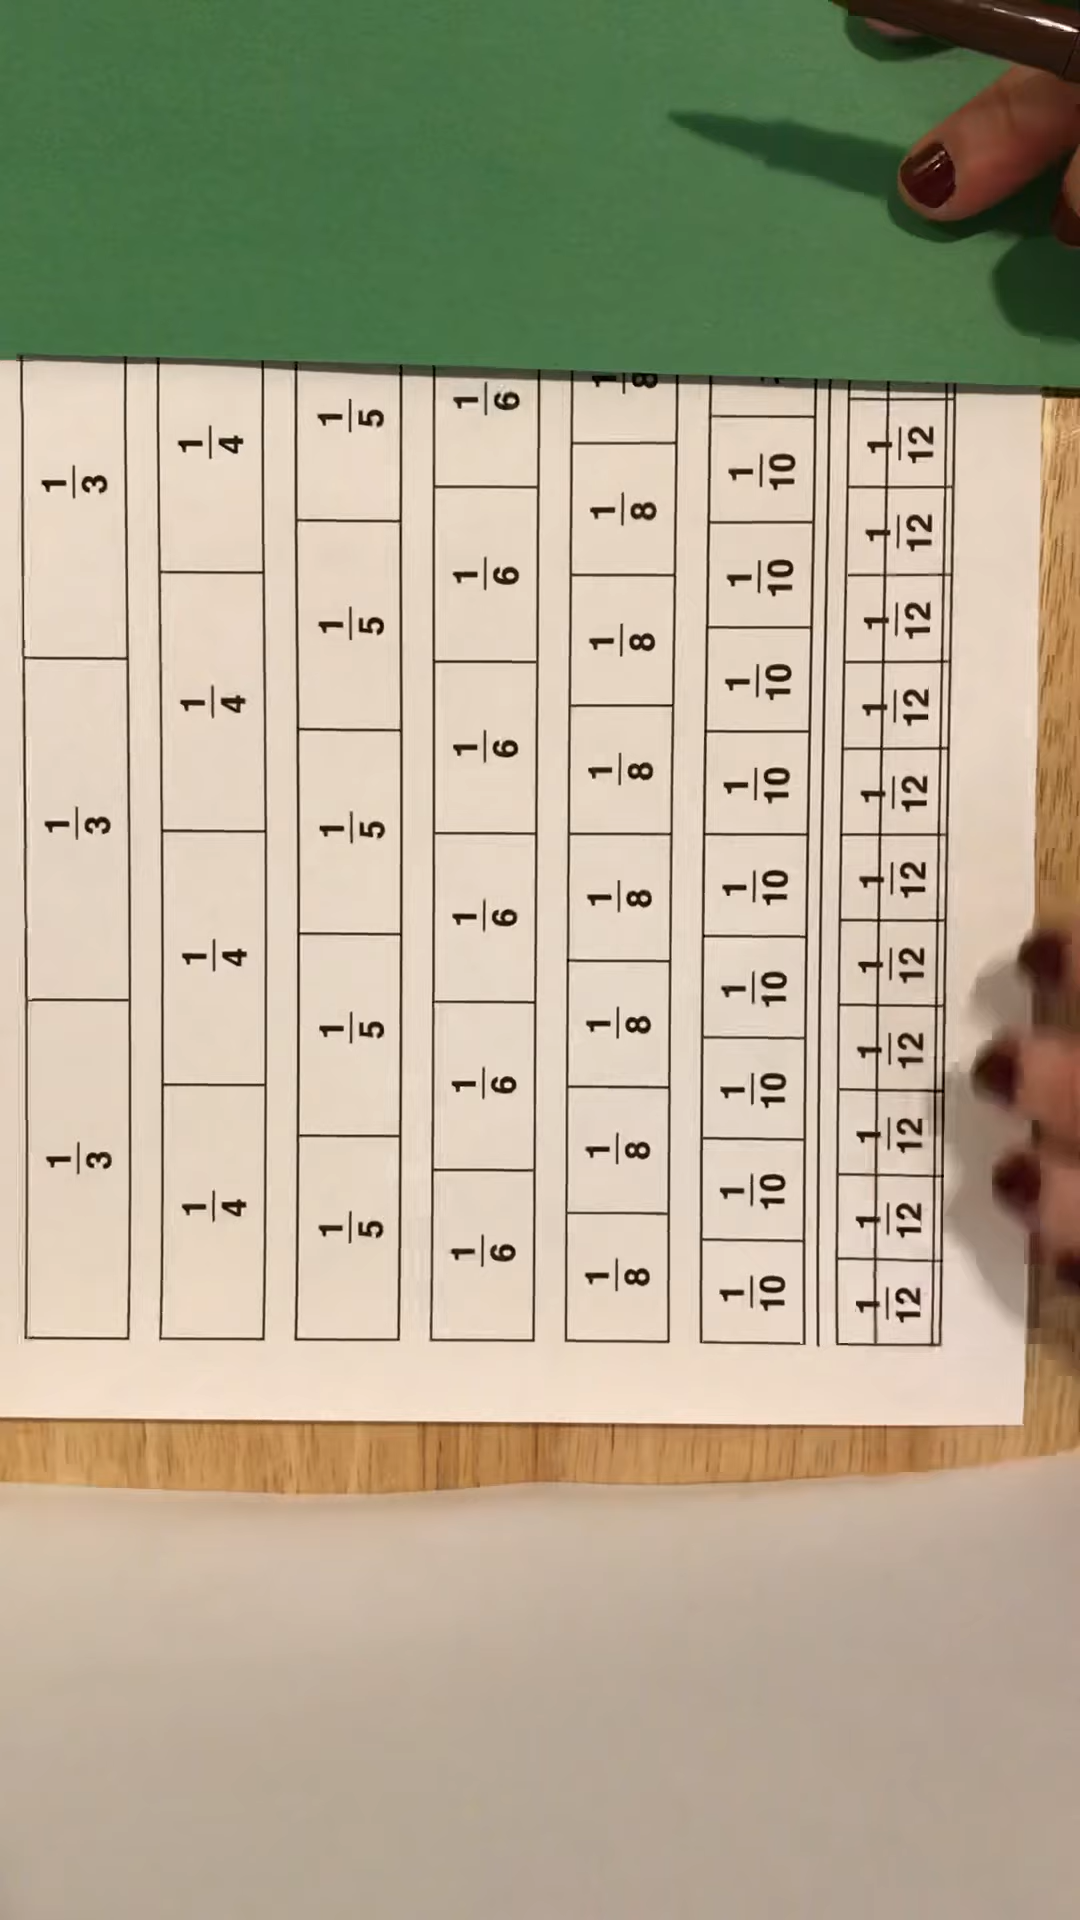 1/3 1/3 1/3
1/4 1/4 1/4 1/4
1/5 1/5 1/5 1/5 1/5
1/6 1/6 1/6 1/6 1/6 1/6
1/8 1/8 1/8 1/8 1/8 1/8 1/8 1/8
1/10 1/10 1/10 1/10 1/10 1/10 1/10 1/10 1/10
1/12 1/12 1/12 1/12 1/12 1/12 1/12 1/12 1/12 1/12 1/12